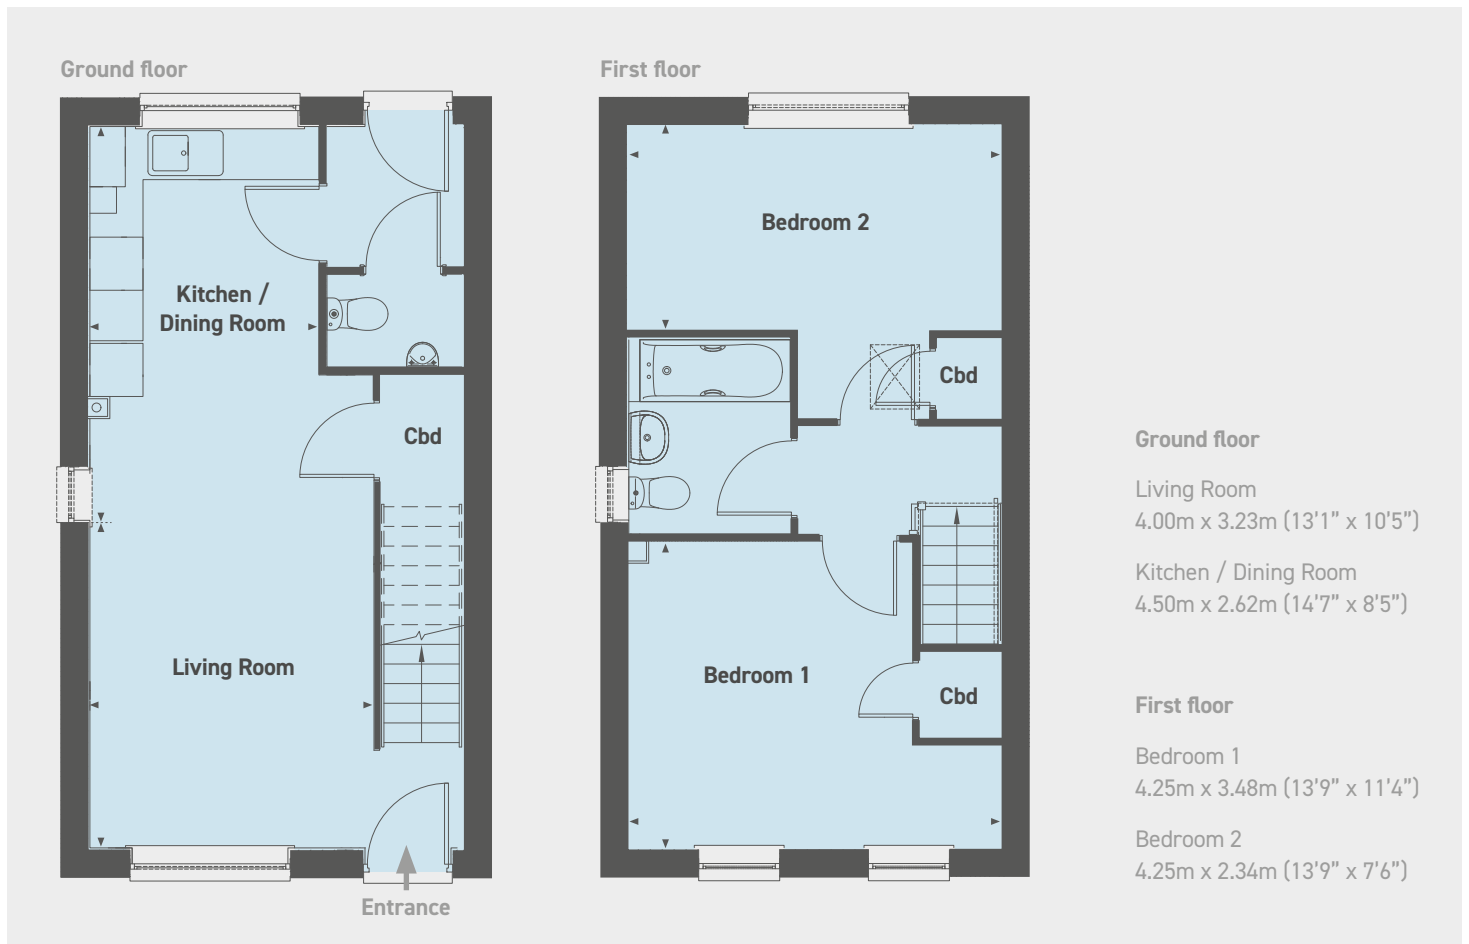 Ground floor
Kitchen /
Dining Room
Cbd
Living Room
Entrance
First floor
Bedroom 2
Cbd
Bedroom 1
Cbd
Ground floor
Living Room
4.00m x 3.23m (13’1” x 10’5”)
Kitchen / Dining Room
4.50m x 2.62m (14’7” x 8’5”)
First floor
Bedroom 1
4.25m x 3.48m (13’9” x 11’4”)
Bedroom 2
4.25m x 2.34m (13’9” x 7’6”)